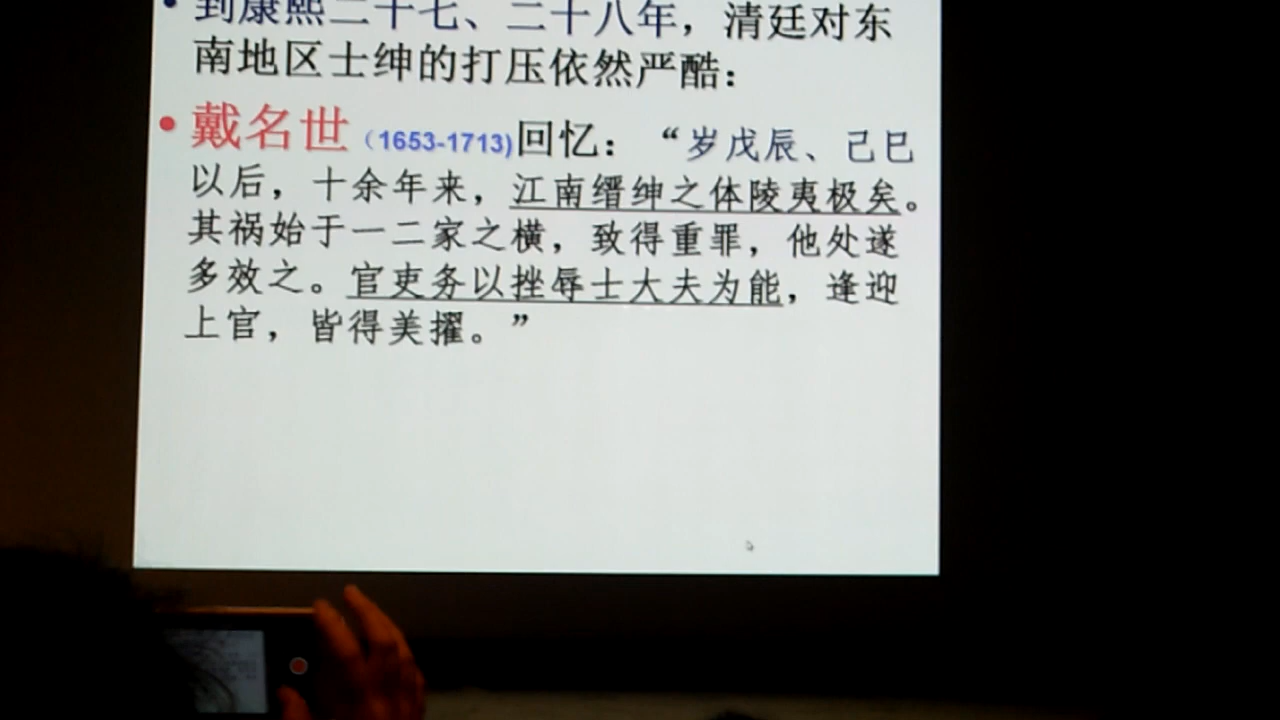 • 到康熙二十七、二十八年，清廷对东
南地区士绅的打压依然严酷：
• 戴名世（1653-1713)回忆：“岁戊辰、己巳
以后，十余年来，江南缙绅之体陵夷极矣。
其祸始于一二家之横，致得重罪，他处遂
多效之。官吏务以挫辱士大夫为能，逢迎
上官，皆得美擢。”